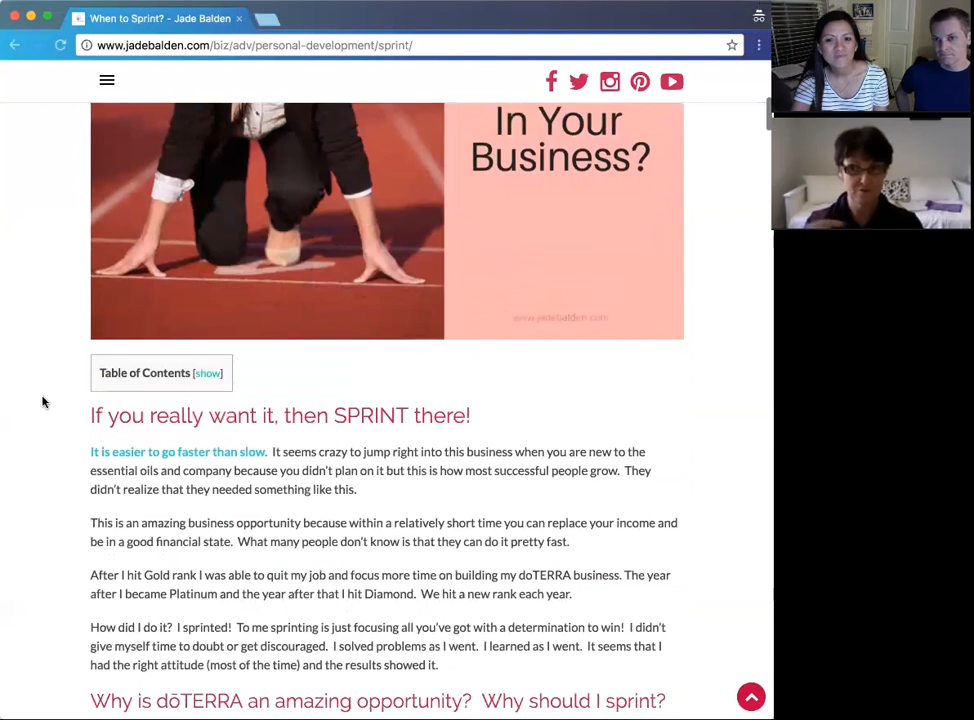 When to Sprint? - Jade Balden
www.jadebalden.com/biz/adv/personal-development/sprint/
In Your
Business?
www.jadebalden.com
Table of Contents [show]
If you really want it, then SPRINT there!
It is easier to go faster than slow. It seems crazy to jump right into this business when you are new to the
essential oils and company because you didn't plan on it but this is how most successful people grow. They
didn't realize that they needed something like this.
This is an amazing business opportunity because within a relatively short time you can replace your income and
be in a good financial state. What many people don't know is that they can do it pretty fast.
After I hit Gold rank I was able to quit my job and focus more time on building my doTERRA business. The year
after I became Platinum and the year after that I hit Diamond. We hit a new rank each year.
How did I do it? I sprinted! To me sprinting is just focusing all you've got with a determination to win! I didn't
give myself time to doubt or get discouraged. I solved problems as I went. I learned as I went. It seems that I
had the right attitude (most of the time) and the results showed it.
Why is dōTERRA an amazing opportunity? Why should I sprint?